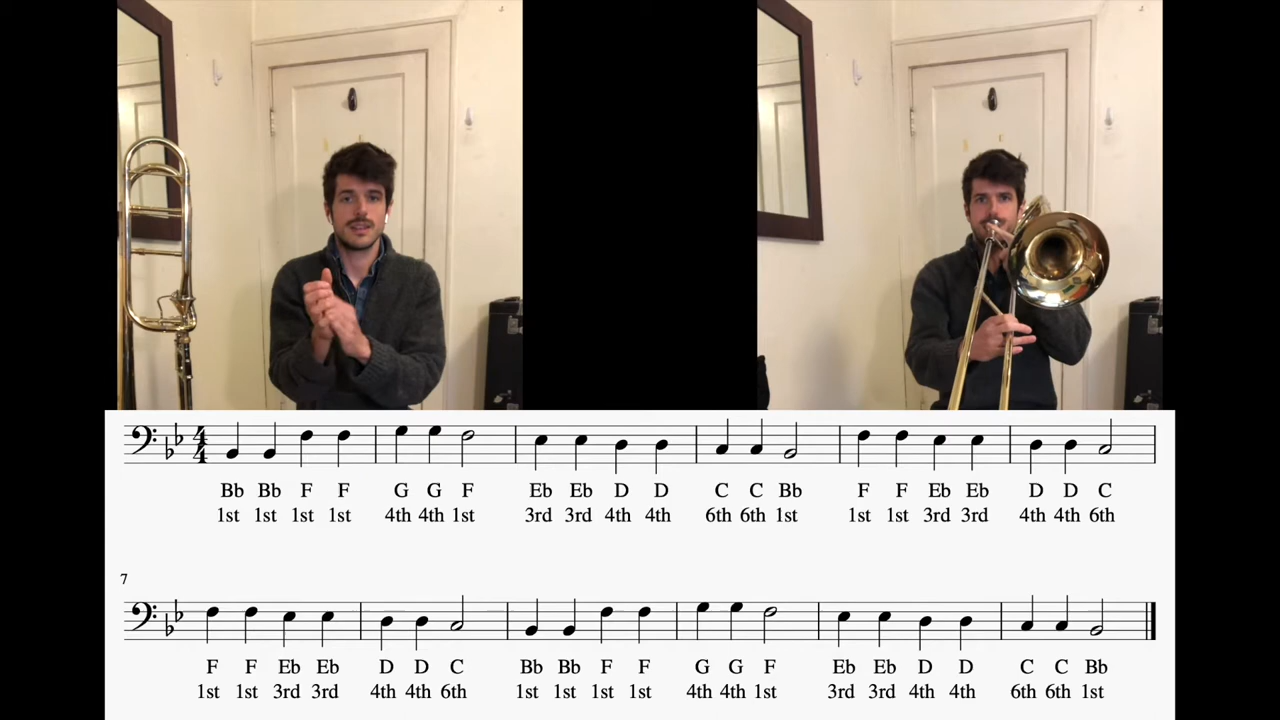 4
4
Bb Bb F F G G F Eb Eb D D C C Bb F F Eb Eb D D C
1st 1st 1st 1st 4th 4th 1st 3rd 3rd 4th 4th 6th 6th 1st 1st 1st 3rd 3rd 4th 4th 6th
7
F F Eb Eb D D C Bb Bb F F G G F Eb Eb D D C C Bb
1st 1st 3rd 3rd 4th 4th 6th 1st 1st 1st 1st 4th 4th 1st 3rd 3rd 4th 4th 6th 6th 1st